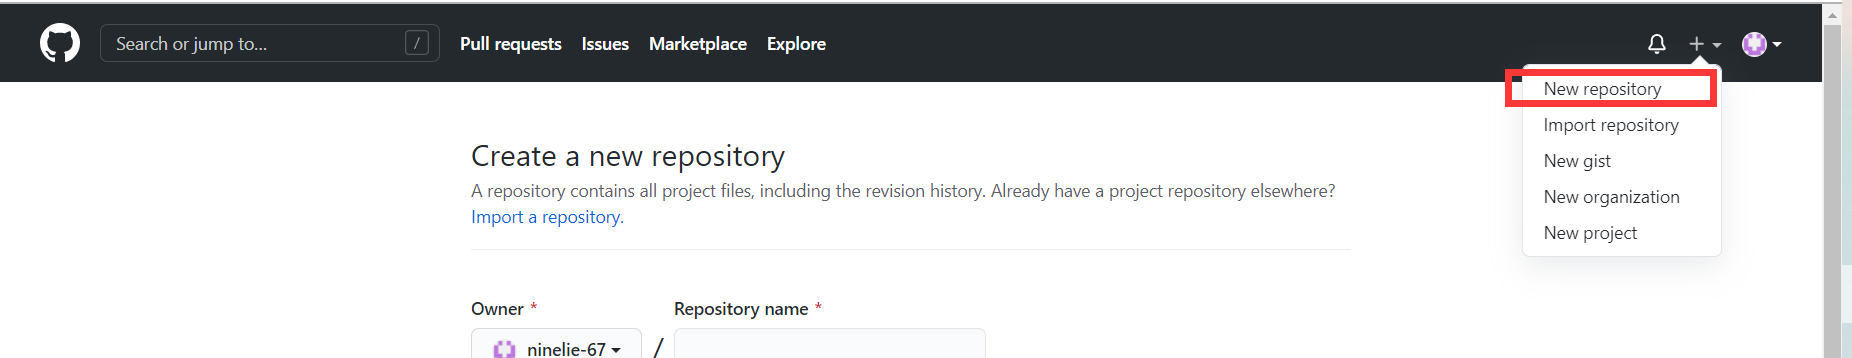 Search or jump to... / Pull requests Issues Marketplace Explore
New repository
Import repository
New gist
New organization
New project
Create a new repository
A repository contains all project files, including the revision history. Already have a project repository elsewhere?
Import a repository.
Owner * Repository name *
ninelie-67 /